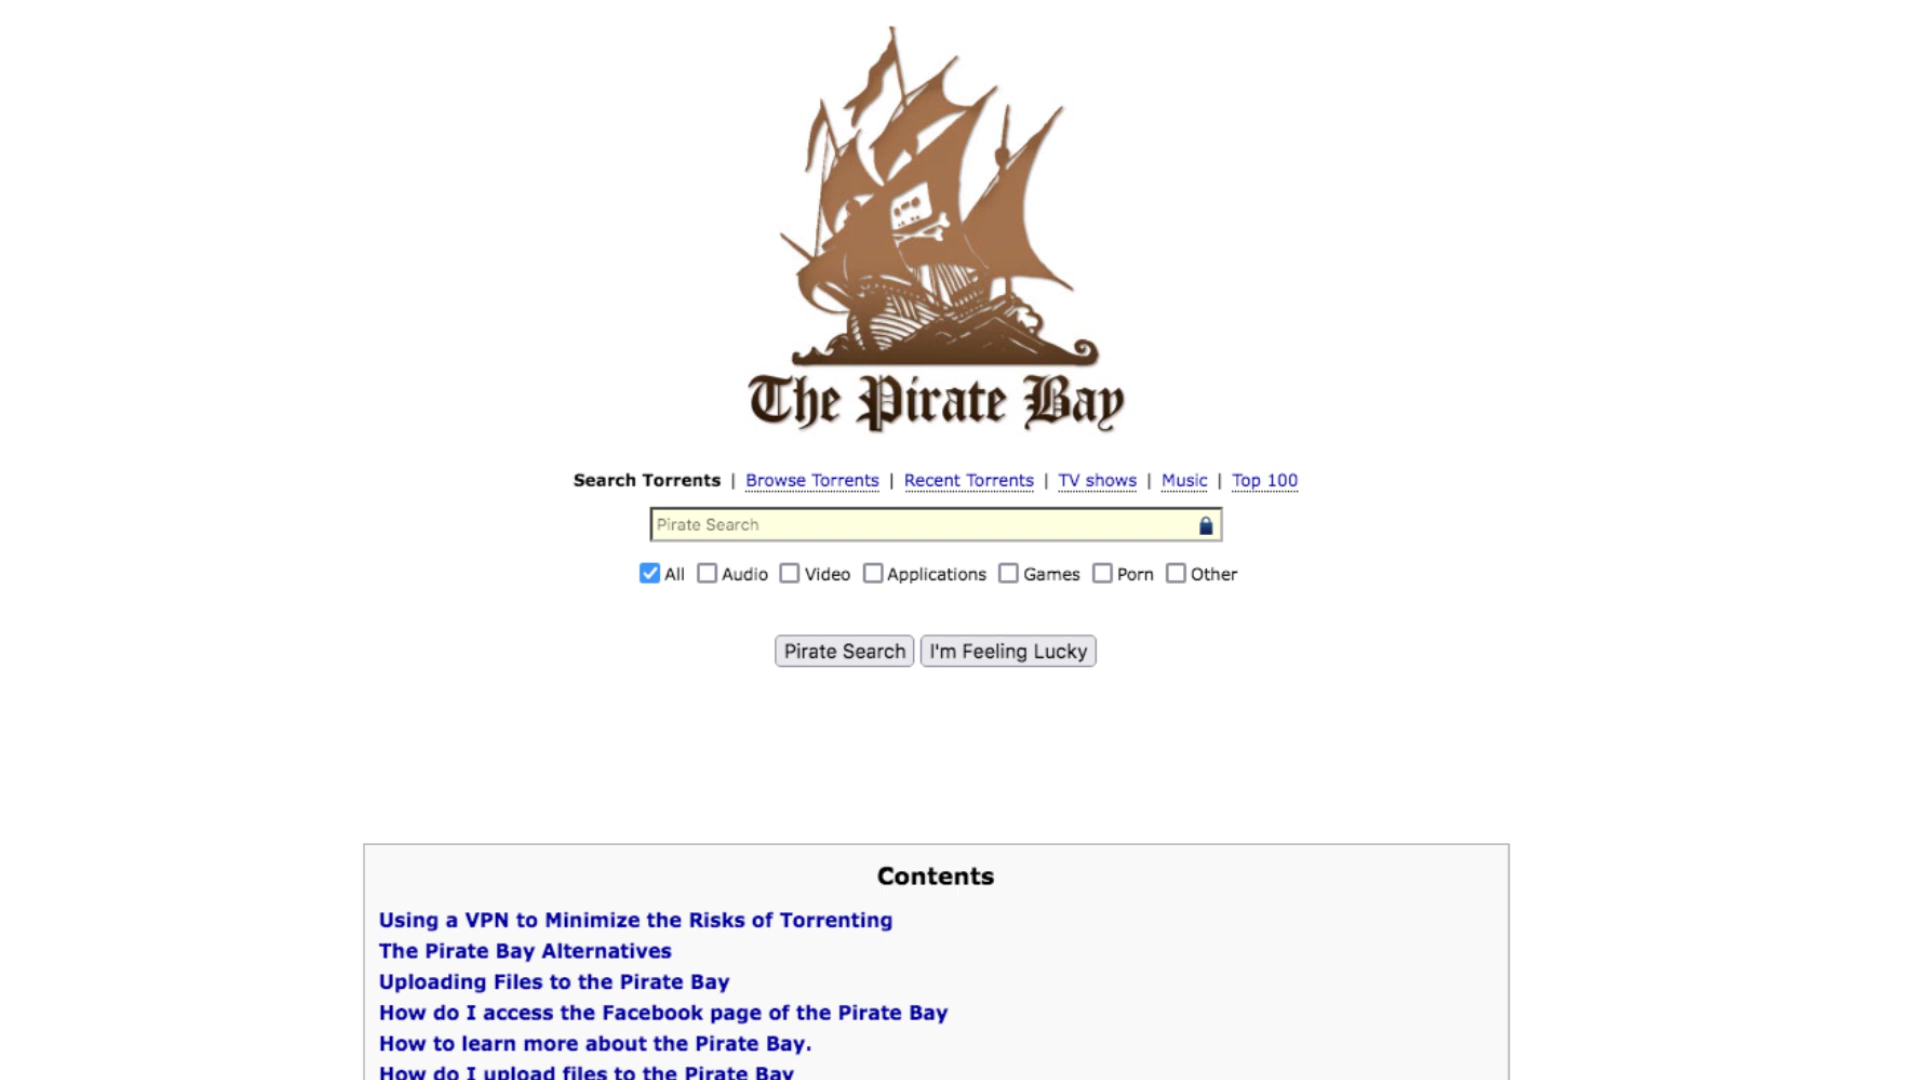 The Pirate Bay
Search Torrents | Browse Torrents | Recent Torrents | TV shows | Music | Top 100
Pirate Search
All Audio Video Applications Games Porn Other
Pirate Search I'm Feeling Lucky
Contents
Using a VPN to Minimize the Risks of Torrenting
The Pirate Bay Alternatives
Uploading Files to the Pirate Bay
How do I access the Facebook page of the Pirate Bay
How to learn more about the Pirate Bay.
How do I upload files to the Pirate Bay